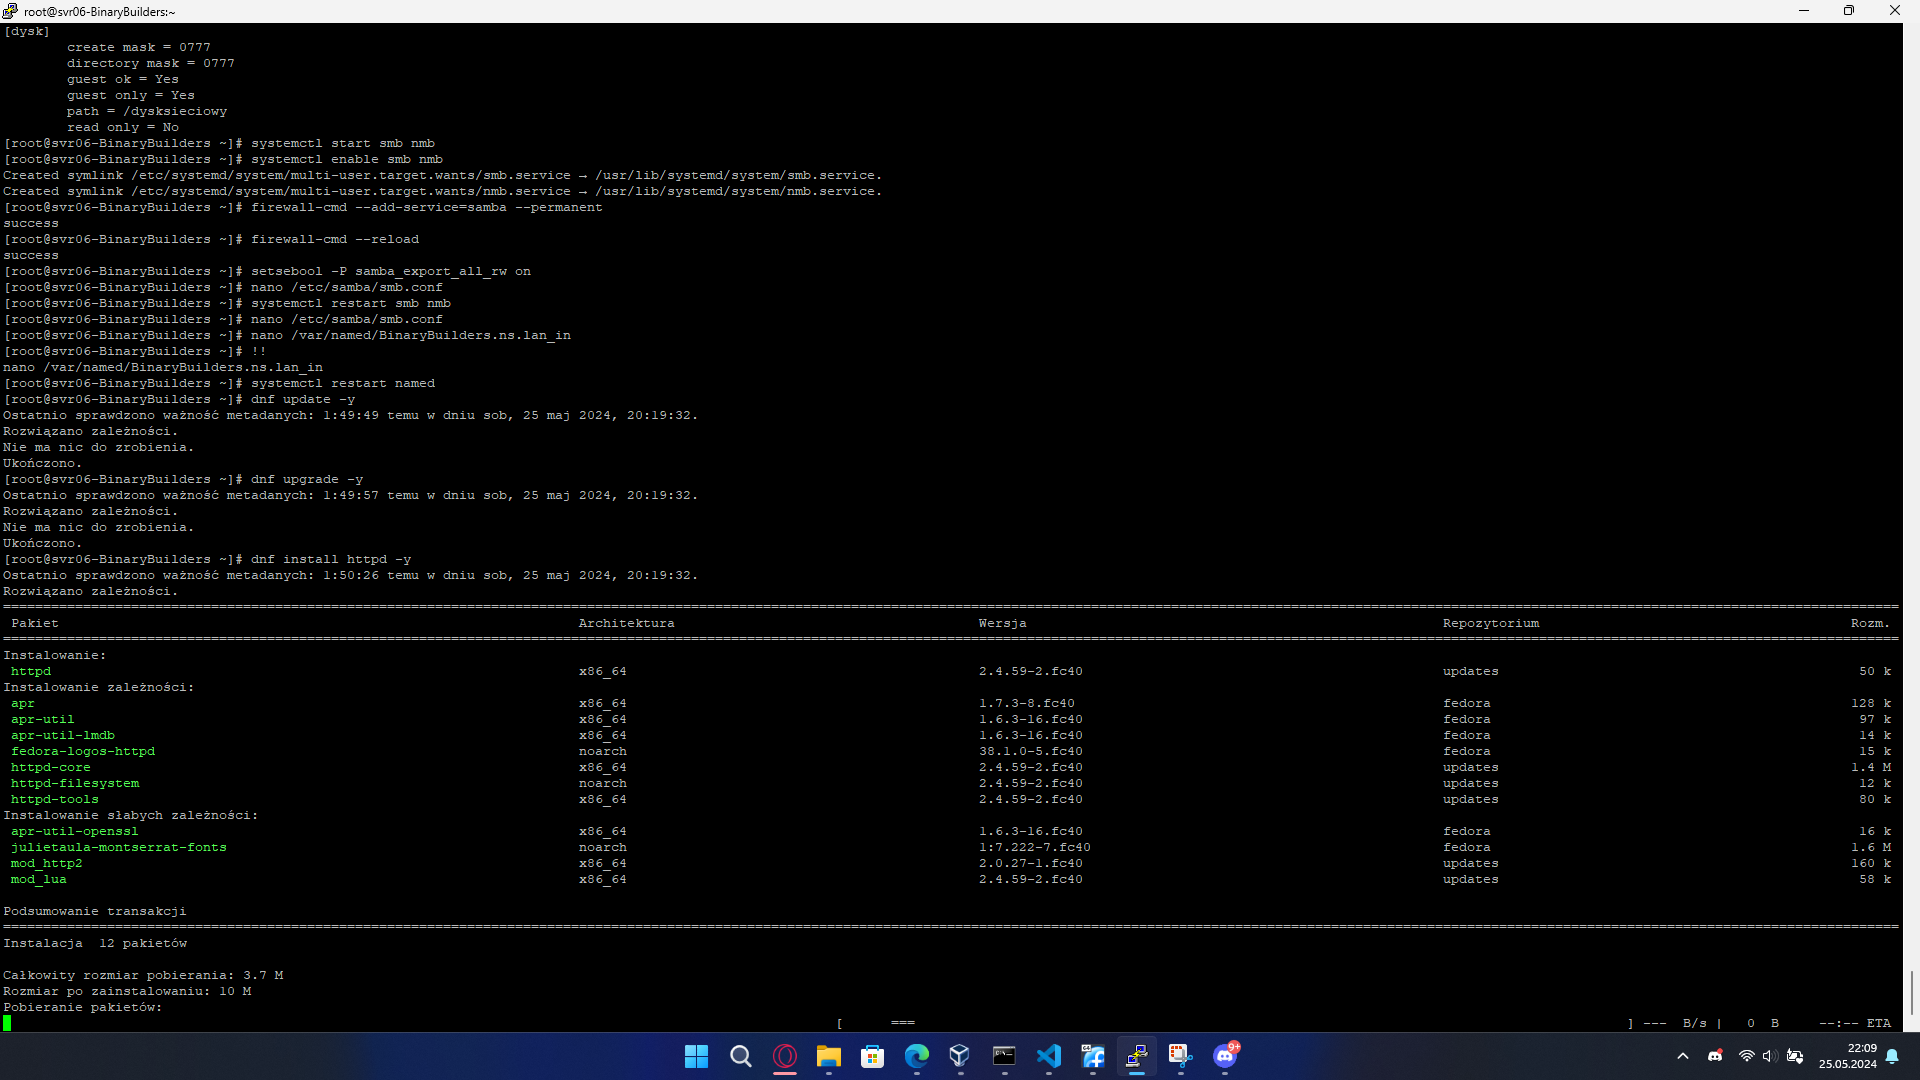 root@svr06-BinaryBuilders:~
[dysk]
create mask = 0777
directory mask = 0777
guest ok = Yes
guest only = Yes
path = /dysksieciowy
read only = No
[root@svr06-BinaryBuilders ~]# systemctl start smb nmb
[root@svr06-BinaryBuilders ~]# systemctl enable smb nmb
Created symlink /etc/systemd/system/multi-user.target.wants/smb.service → /usr/lib/systemd/system/smb.service.
Created symlink /etc/systemd/system/multi-user.target.wants/nmb.service → /usr/lib/systemd/system/nmb.service.
[root@svr06-BinaryBuilders ~]# firewall-cmd --add-service=samba --permanent
success
[root@svr06-BinaryBuilders ~]# firewall-cmd --reload
success
[root@svr06-BinaryBuilders ~]# setsebool -P samba_export_all_rw on
[root@svr06-BinaryBuilders ~]# nano /etc/samba/smb.conf
[root@svr06-BinaryBuilders ~]# systemctl restart smb nmb
[root@svr06-BinaryBuilders ~]# nano /etc/samba/smb.conf
[root@svr06-BinaryBuilders ~]# nano /var/named/BinaryBuilders.ns.lan_in
[root@svr06-BinaryBuilders ~]# !!
nano /var/named/BinaryBuilders.ns.lan_in
[root@svr06-BinaryBuilders ~]# systemctl restart named
[root@svr06-BinaryBuilders ~]# dnf update -y
Ostatnio sprawdzono ważność metadanych: 1:49:49 temu w dniu sob, 25 maj 2024, 20:19:32.
Rozwiązano zależności.
Nie ma nic do zrobienia.
Ukończono.
[root@svr06-BinaryBuilders ~]# dnf upgrade -y
Ostatnio sprawdzono ważność metadanych: 1:49:57 temu w dniu sob, 25 maj 2024, 20:19:32.
Rozwiązano zależności.
Nie ma nic do zrobienia.
Ukończono.
[root@svr06-BinaryBuilders ~]# dnf install httpd -y
Ostatnio sprawdzono ważność metadanych: 1:50:26 temu w dniu sob, 25 maj 2024, 20:19:32.
Rozwiązano zależności.
Pakiet Architektura Wersja Repozytorium Rozm.
Instalowanie:
httpd x86_64 2.4.59-2.fc40 updates 50 k
Instalowanie zależności:
apr x86_64 1.7.3-8.fc40 fedora 128 k
apr-util x86_64 1.6.3-16.fc40 fedora 97 k
apr-util-lmdb x86_64 1.6.3-16.fc40 fedora 14 k
fedora-logos-httpd noarch 38.1.0-5.fc40 fedora 15 k
httpd-core x86_64 2.4.59-2.fc40 updates 1.4 M
httpd-filesystem noarch 2.4.59-2.fc40 updates 12 k
httpd-tools x86_64 2.4.59-2.fc40 updates 80 k
Instalowanie słabych zależności:
apr-util-openssl x86_64 1.6.3-16.fc40 fedora 16 k
julietaula-montserrat-fonts noarch 1:7.222-7.fc40 fedora 1.6 M
mod_http2 x86_64 2.0.27-1.fc40 updates 160 k
mod_lua x86_64 2.4.59-2.fc40 updates 58 k
Podsumowanie transakcji
Instalacja 12 pakietów
Całkowity rozmiar pobierania: 3.7 M
Rozmiar po zainstalowaniu: 10 M
Pobieranie pakietów:
[ === ] --- B/s | 0 B --:-- ETA
9+
22:09
25.05.2024